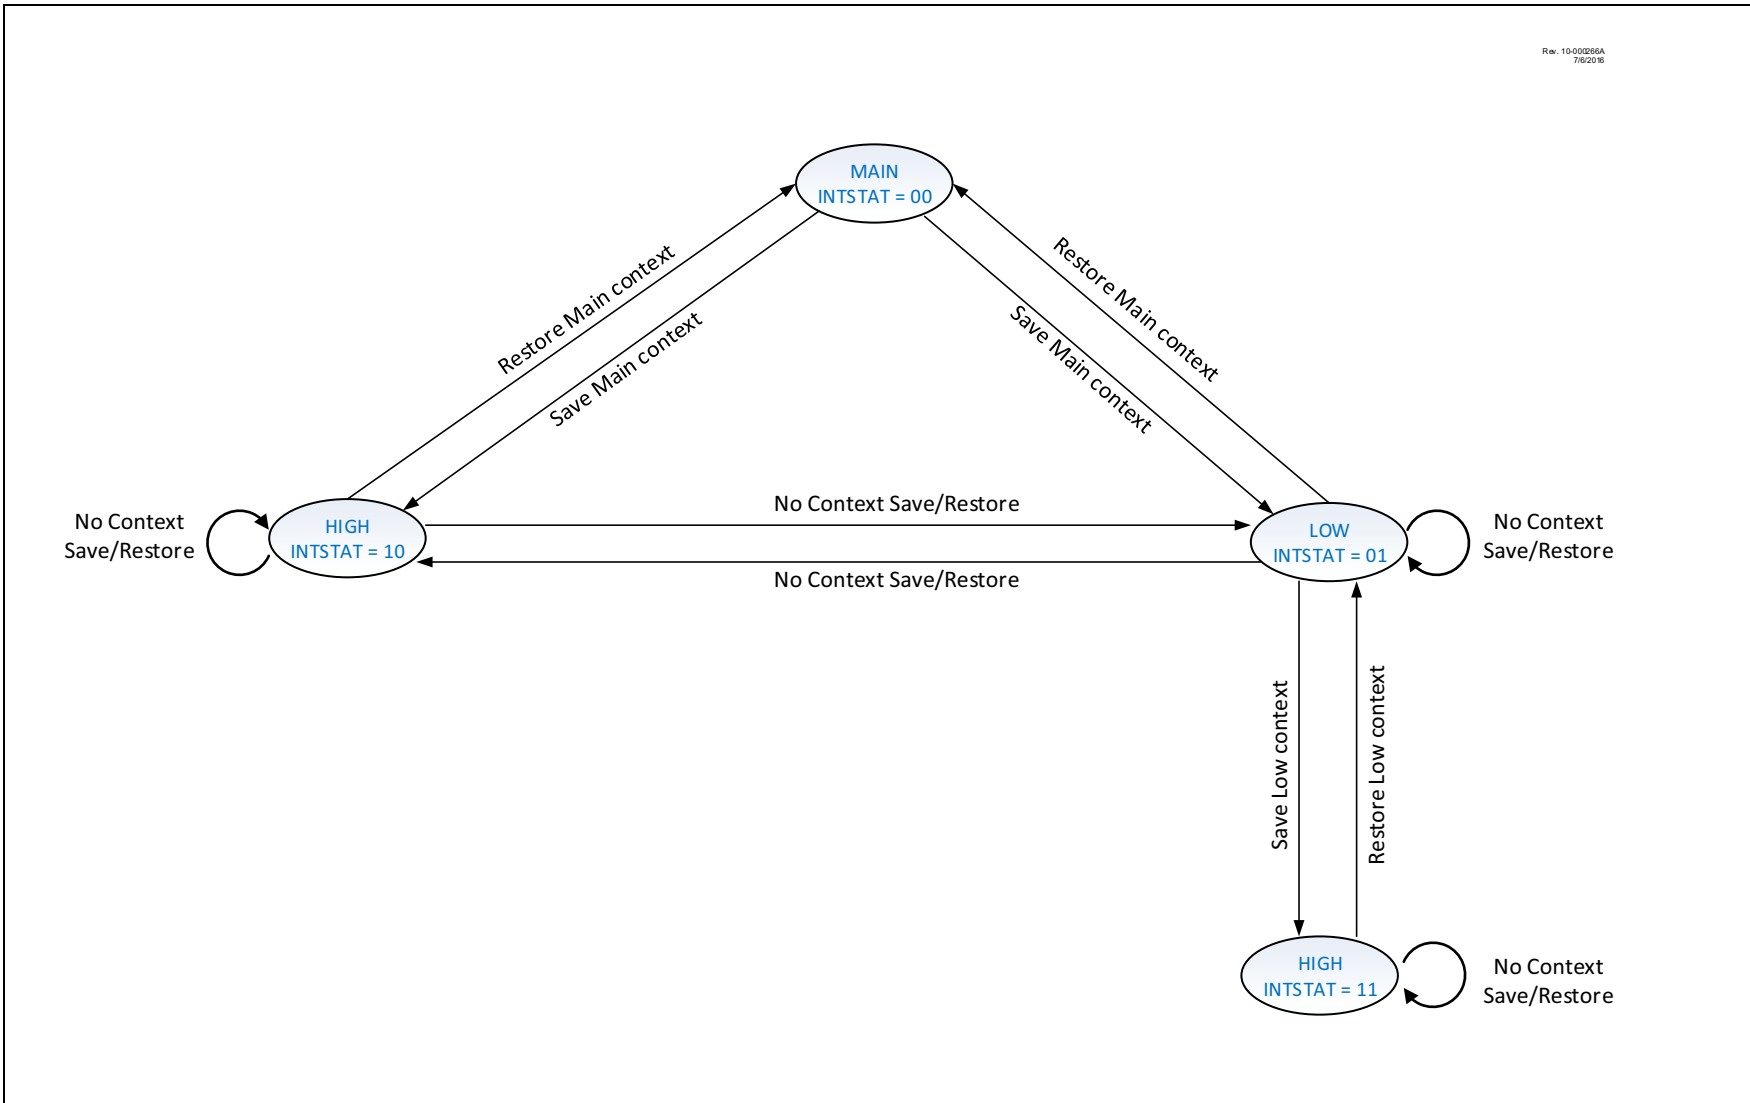 Rev. 10-000266A
7/6/2016
MAIN
INTSTAT = 00
Restore Main context
Save Main context
Save Main context
Restore Main context
No Context
Save/Restore
HIGH
INTSTAT = 10
No Context Save/Restore
No Context Save/Restore
LOW
INTSTAT = 01
No Context
Save/Restore
Save Low context
Restore Low context
HIGH
INTSTAT = 11
No Context
Save/Restore